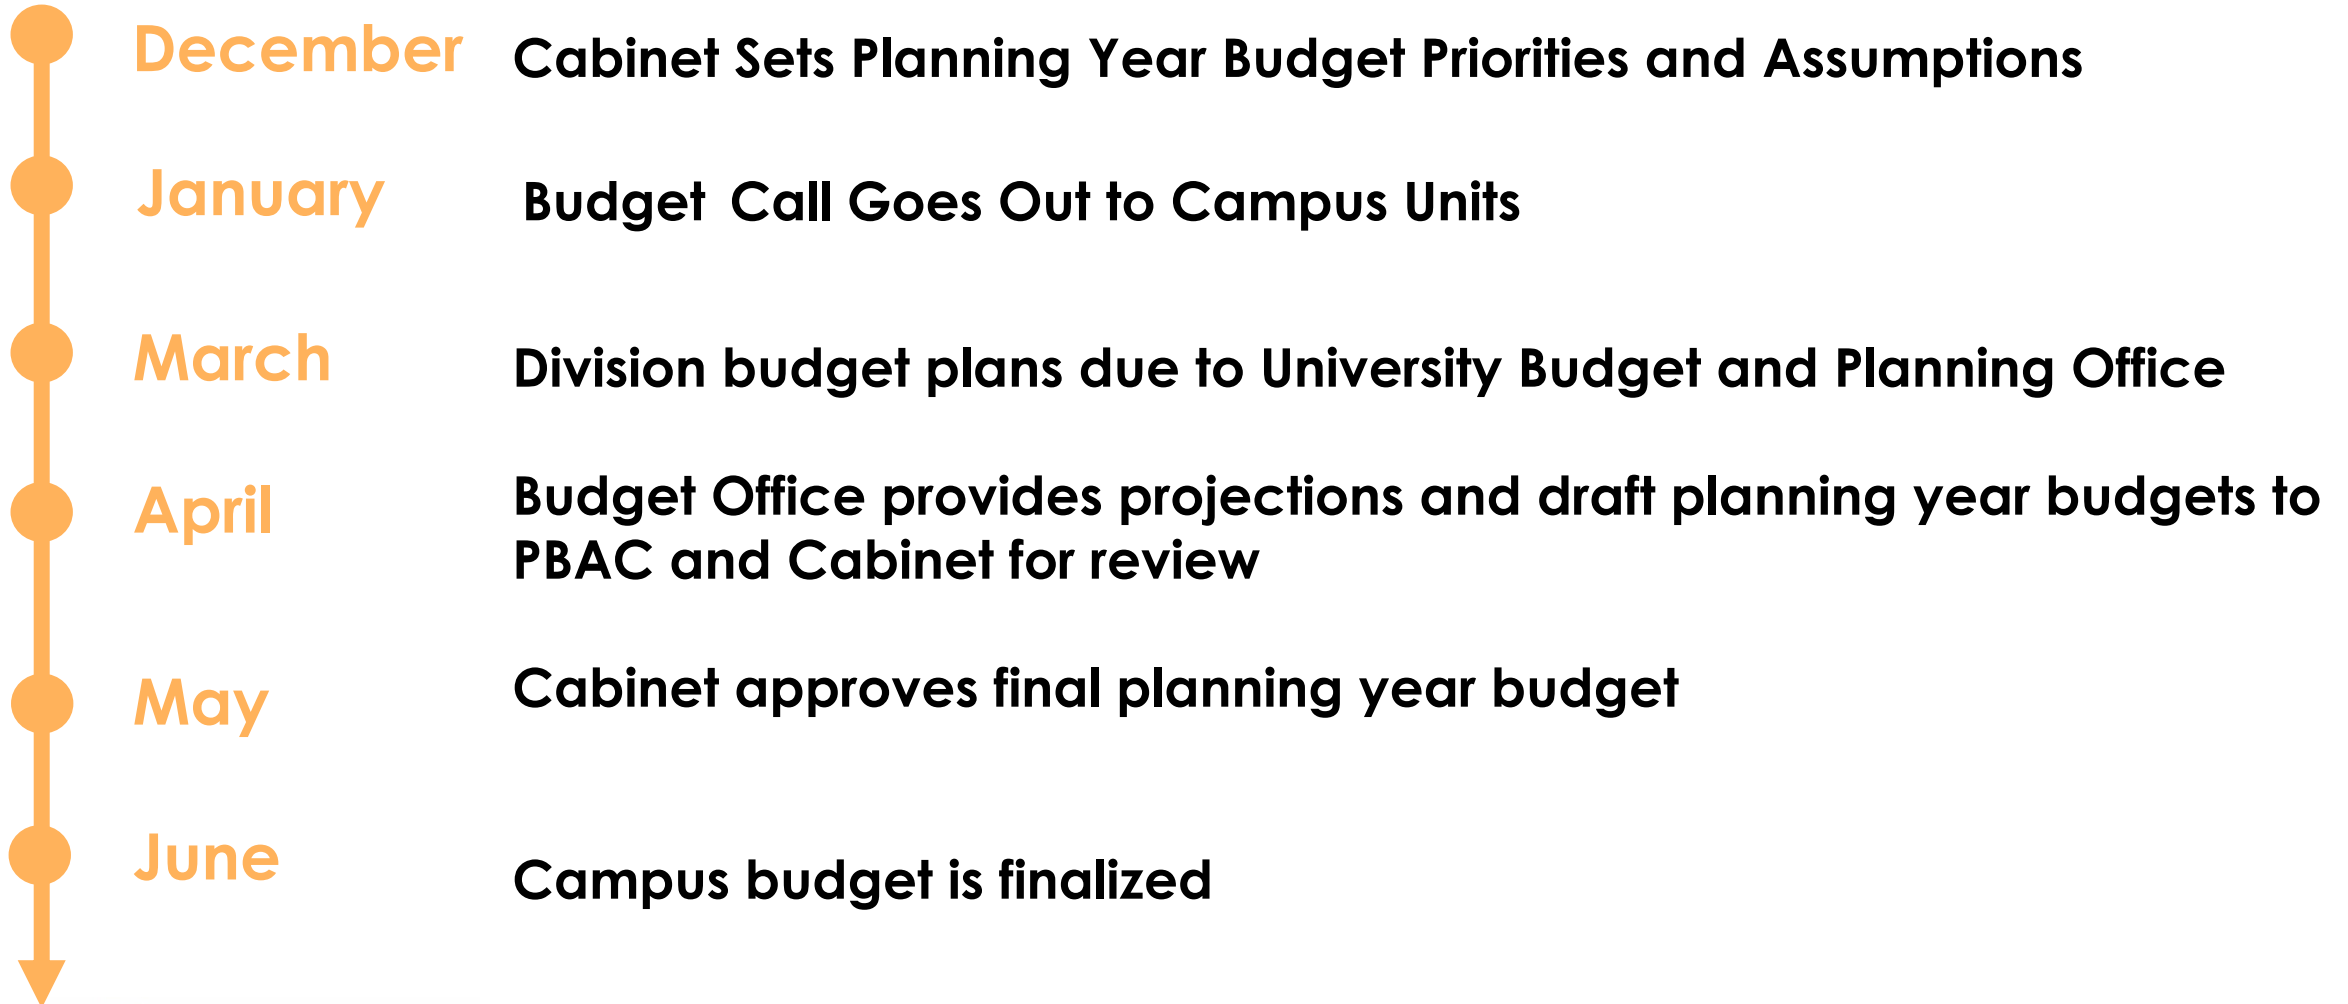 December Cabinet Sets Planning Year Budget Priorities and Assumptions
January Budget Call Goes Out to Campus Units
March Division budget plans due to University Budget and Planning Office
April Budget Office provides projections and draft planning year budgets to
PBAC and Cabinet for review
May Cabinet approves final planning year budget
June Campus budget is finalized